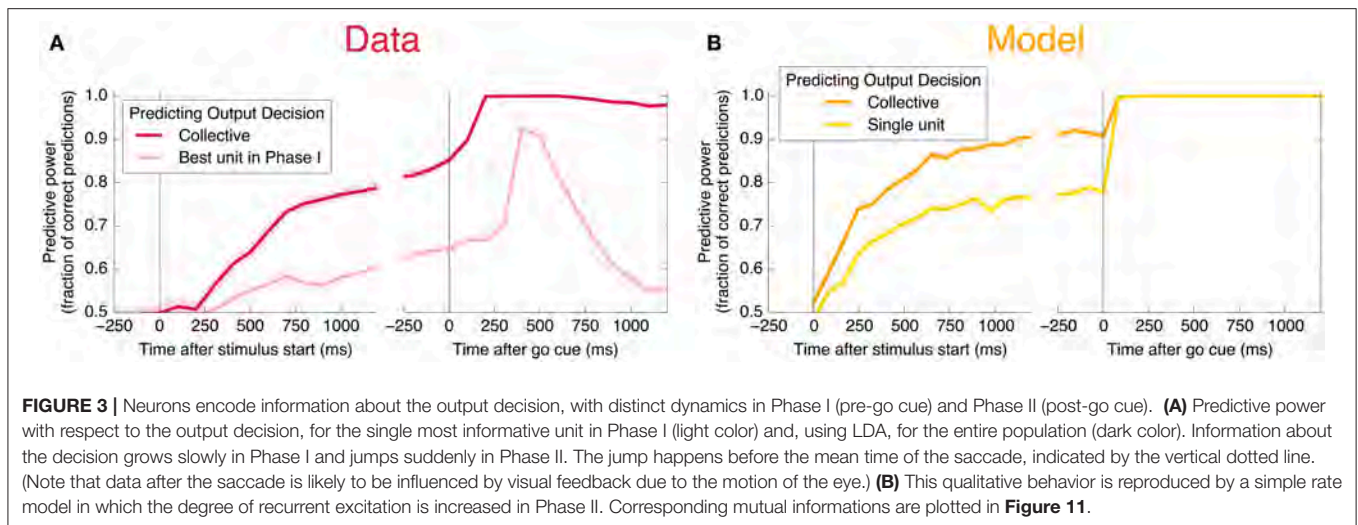 A
Data
Predictive power
(fraction of correct predictions)
1.0
0.9
0.8
0.7
0.6
0.5
Predicting Output Decision
Collective
Best unit in Phase I
−250 0 250 500 750 1000
Time after stimulus start (ms)
−250 0 250 500 750 1000
Time after go cue (ms)
B
Model
Predictive power
(fraction of correct predictions)
1.0
0.9
0.8
0.7
0.6
0.5
Predicting Output Decision
Collective
Single unit
−250 0 250 500 750 1000
Time after stimulus start (ms)
−250 0 250 500 750 1000
Time after go cue (ms)
FIGURE 3 | Neurons encode information about the output decision, with distinct dynamics in Phase I (pre-go cue) and Phase II (post-go cue). (A) Predictive power
with respect to the output decision, for the single most informative unit in Phase I (light color) and, using LDA, for the entire population (dark color). Information about
the decision grows slowly in Phase I and jumps suddenly in Phase II. The jump happens before the mean time of the saccade, indicated by the vertical dotted line.
(Note that data after the saccade is likely to be influenced by visual feedback due to the motion of the eye.) (B) This qualitative behavior is reproduced by a simple rate
model in which the degree of recurrent excitation is increased in Phase II. Corresponding mutual informations are plotted in Figure 11.